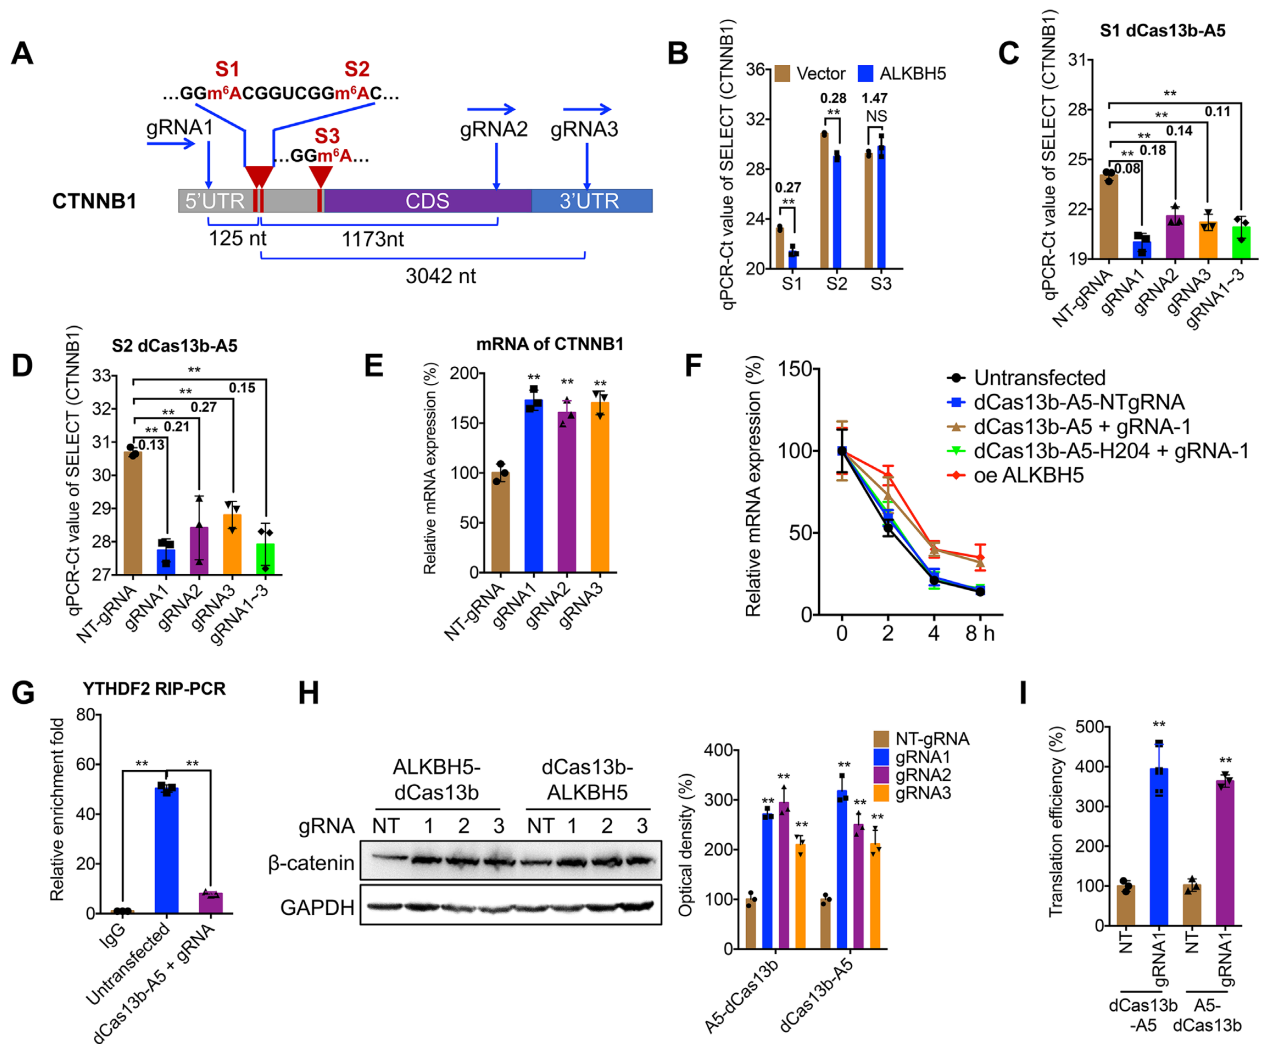 A
S1 S2
...GGm⁶ACGGUCGGm⁶AC...
gRNA1 gRNA2 gRNA3
S3
...GGm⁶A...
CTNNB1 5'UTR CDS 3'UTR
125 nt 1173nt
3042 nt
B
Vector ALKBH5
qPCR-Ct value of SELECT (CTNNB1)
36
32
28
24
20
0.27
**
0.28
**
1.47
NS
S1 S2 S3
C
S1 dCas13b-A5
qPCR-Ct value of SELECT (CTNNB1)
31
28
25
22
19
**
** 0.11
** 0.14
** 0.18
0.08
NT-gRNA
gRNA1
gRNA2
gRNA3
gRNA1~3
D
S2 dCas13b-A5
qPCR-Ct value of SELECT (CTNNB1)
33
32
31
30
29
28
27
**
** 0.15
** 0.27
** 0.21
0.13
NT-gRNA
gRNA1
gRNA2
gRNA3
gRNA1~3
E
mRNA of CTNNB1
Relative mRNA expression (%)
200
150
100
50
0
** ** **
NT-gRNA
gRNA1
gRNA2
gRNA3
F
Relative mRNA expression (%)
150
100
50
0
0 2 4 8 h
Untransfected
dCas13b-A5-NTgRNA
dCas13b-A5 + gRNA-1
dCas13b-A5-H204 + gRNA-1
oe ALKBH5
G
YTHDF2 RIP-PCR
Relative enrichment fold
80
60
40
20
0
** **
IgG
Untransfected
dCas13b-A5 + gRNA
H
ALKBH5-dCas13b
dCas13b-ALKBH5
gRNA NT 1 2 3 NT 1 2 3
β-catenin
GAPDH
Optical density (%)
400
300
200
100
0
NT-gRNA
gRNA1
gRNA2
gRNA3
** ** ** ** ** **
A5-dCas13b
dCas13b-A5
I
Translation efficiency (%)
500
400
300
200
100
0
** **
NT
gRNA1
NT
gRNA1
dCas13b-A5
A5-dCas13b